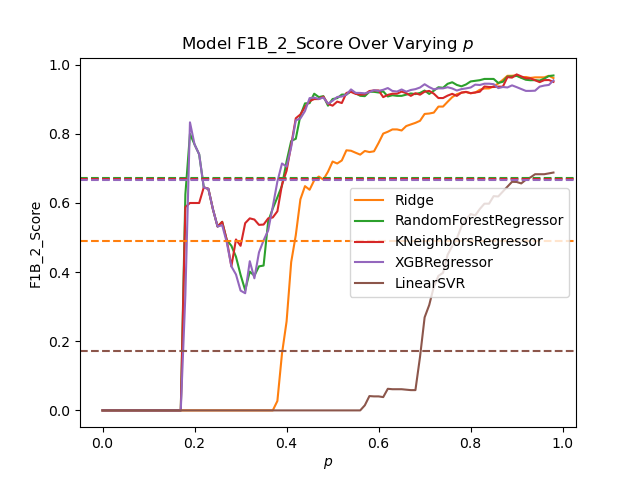 Model F1B_2_Score Over Varying p
F1B_2_Score
1.0
0.8
0.6
0.4
0.2
0.0
Ridge
RandomForestRegressor
KNeighborsRegressor
XGBRegressor
LinearSVR
0.0 0.2 0.4 0.6 0.8 1.0
p